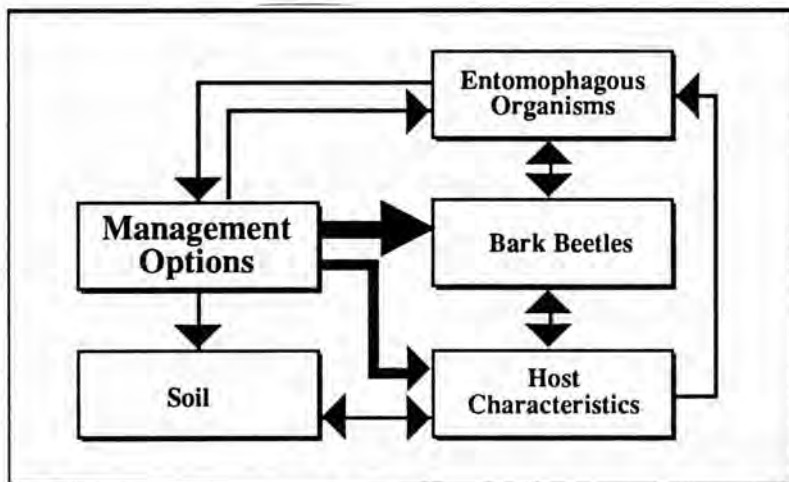 Entomophagous
Organisms
Management
Options
Bark Beetles
Soil
Host
Characteristics